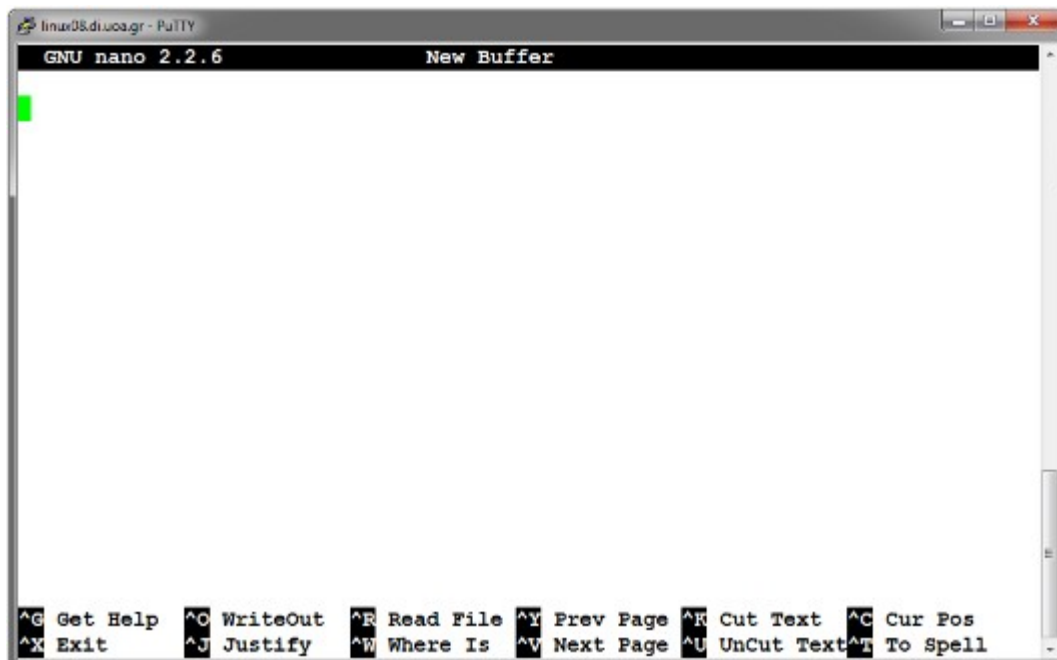 linux08.di.uoa.gr - PuTTY
GNU nano 2.2.6 New Buffer
^G Get Help ^O WriteOut ^R Read File ^Y Prev Page ^K Cut Text ^C Cur Pos
^X Exit ^J Justify ^W Where Is ^V Next Page ^U UnCut Text ^T To Spell